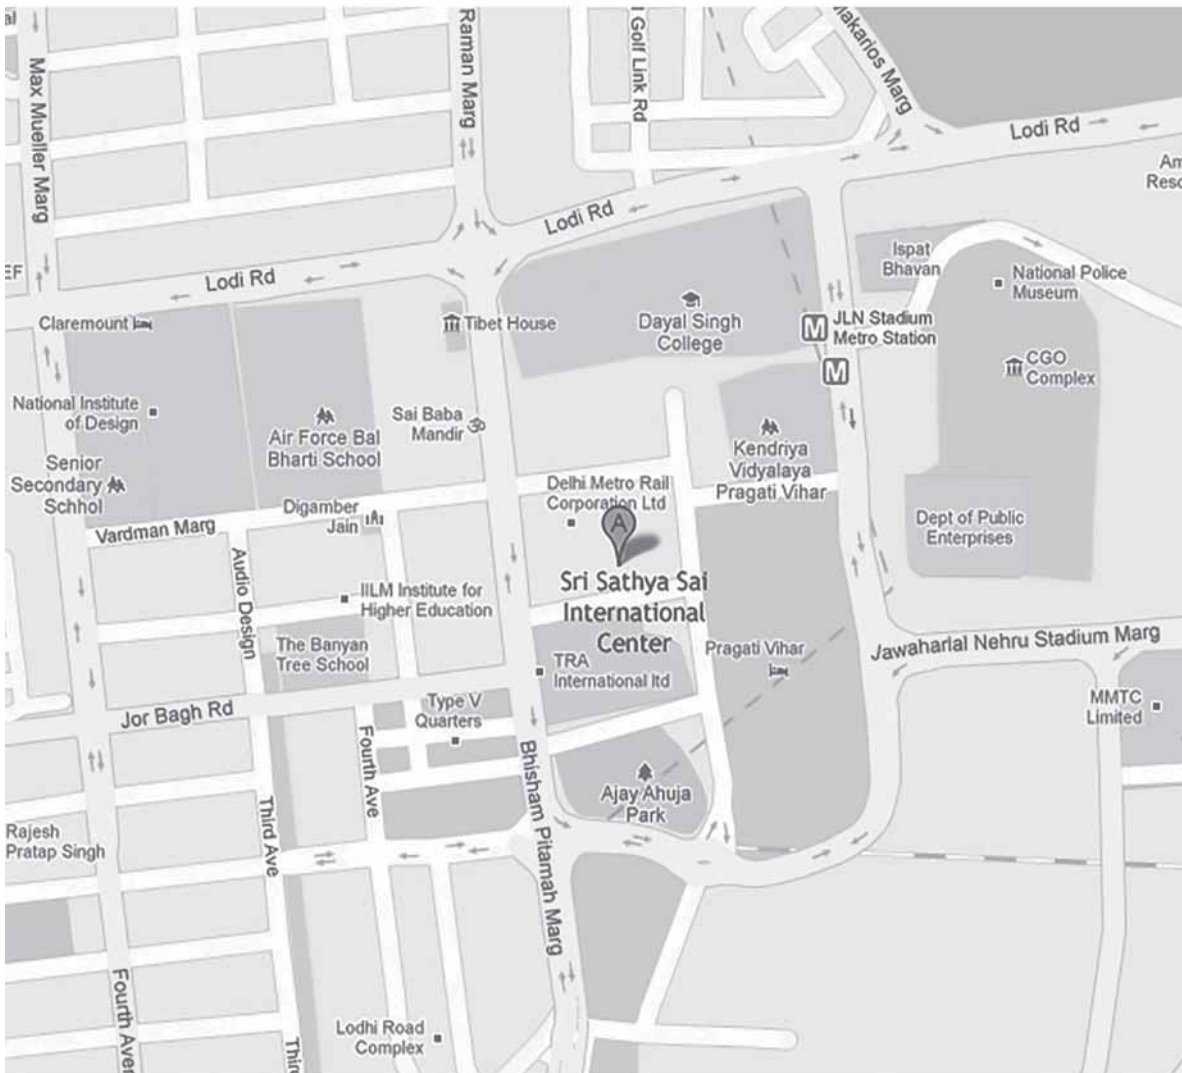 al
Max Mueller Marg
Raman Marg
Golf Link Rd
Makarios Marg
Lodi Rd
Am
Reso
Lodi Rd
Lodi Rd
EF
Ispat
Bhavan
National Police
Museum
Claremount
Tibet House
Dayal Singh
College
M
JLN Stadium
Metro Station
M
CGO
Complex
National Institute
of Design
Air Force Bal
Bharti School
Sai Baba
Mandir
ॐ
Kendriya
Vidyalaya
Pragati Vihar
Senior
Secondary
Schhol
Digamber
Jain
Delhi Metro Rail
Corporation Ltd
A
Dept of Public
Enterprises
Vardman Marg
Audio Design
IILM Institute for
Higher Education
Sri Sathya Sai
International
Center
The Banyan
Tree School
TRA
International ltd
Pragati Vihar
Jawaharlal Nehru Stadium Marg
MMTC
Limited
Jor Bagh Rd
Type V
Quarters
Fourth Ave
Bhisham Pitamah Marg
Ajay Ahuja
Park
Third Ave
Rajesh
Pratap Singh
Fourth Aven
Thir
Lodhi Road
Complex